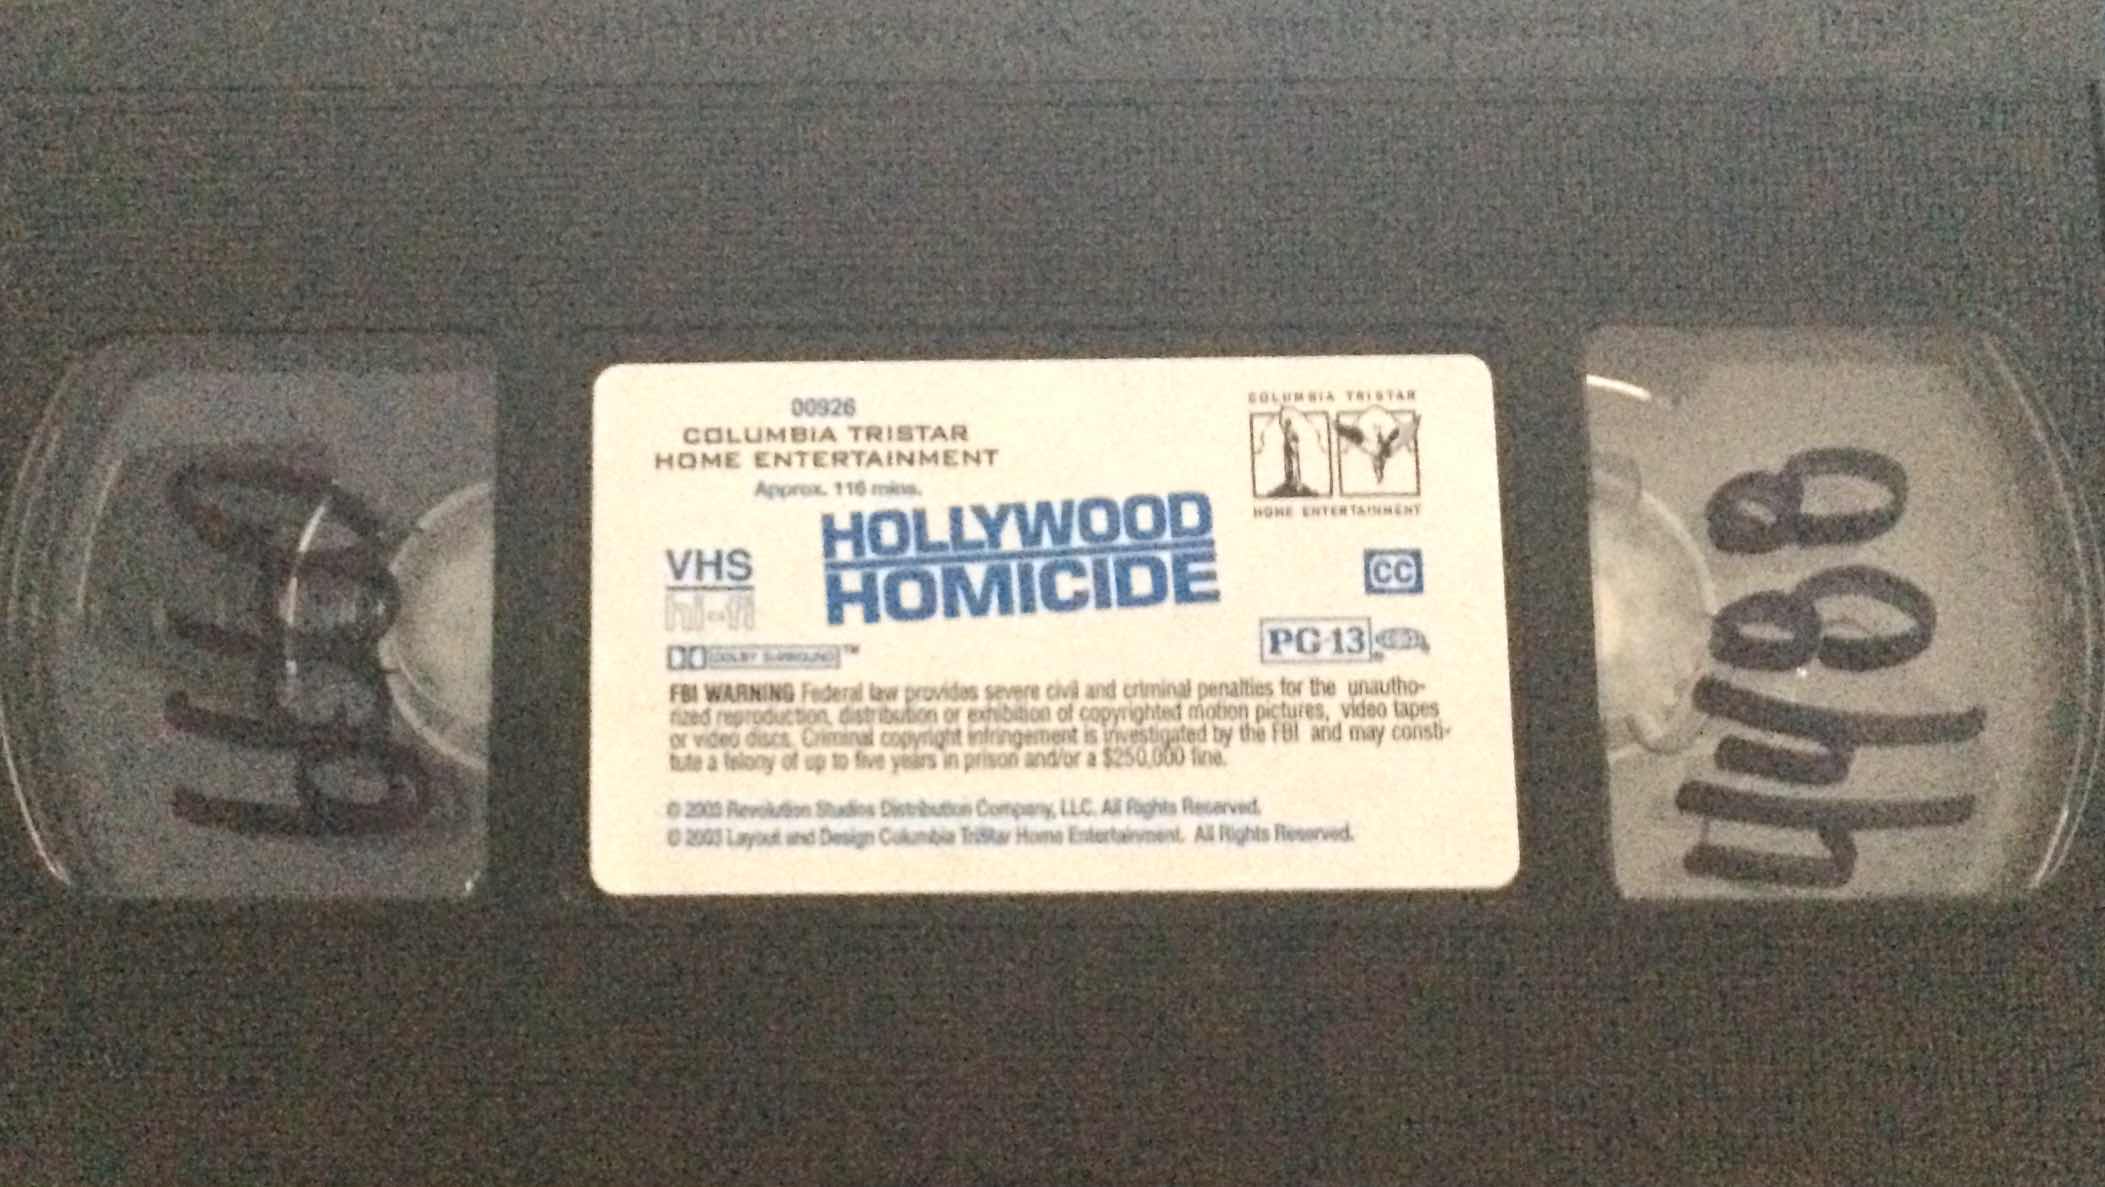 00926
COLUMBIA TRISTAR
HOME ENTERTAINMENT
Approx. 116 mins.
COLUMBIA TRISTAR
HOME ENTERTAINMENT
HOLLYWOOD
HOMICIDE
VHS
hi-fi
CC
DOLBY SURROUND™
PG-13
FBI WARNING Federal law provides severe civil and criminal penalties for the unautho-
rized reproduction, distribution or exhibition of copyrighted motion pictures, video tapes
or video discs. Criminal copyright infringement is investigated by the FBI and may consti-
tute a felony of up to five years in prison and/or a $250,000 fine.
© 2003 Revolution Studios Distribution Company, LLC. All Rights Reserved.
© 2003 Layout and Design Columbia TriStar Home Entertainment. All Rights Reserved.
4488